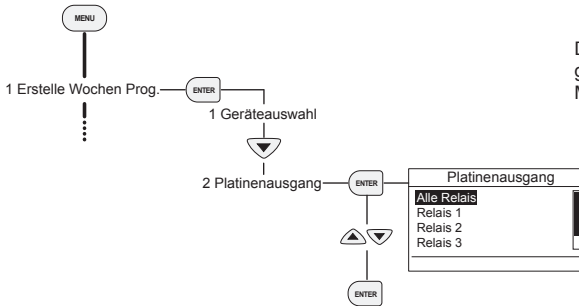 MENU
D
g
M
1 Erstelle Wochen Prog.
ENTER
1 Geräteauswahl
2 Platinenausgang
ENTER
Platinenausgang
Alle Relais
Relais 1
Relais 2
Relais 3
ENTER